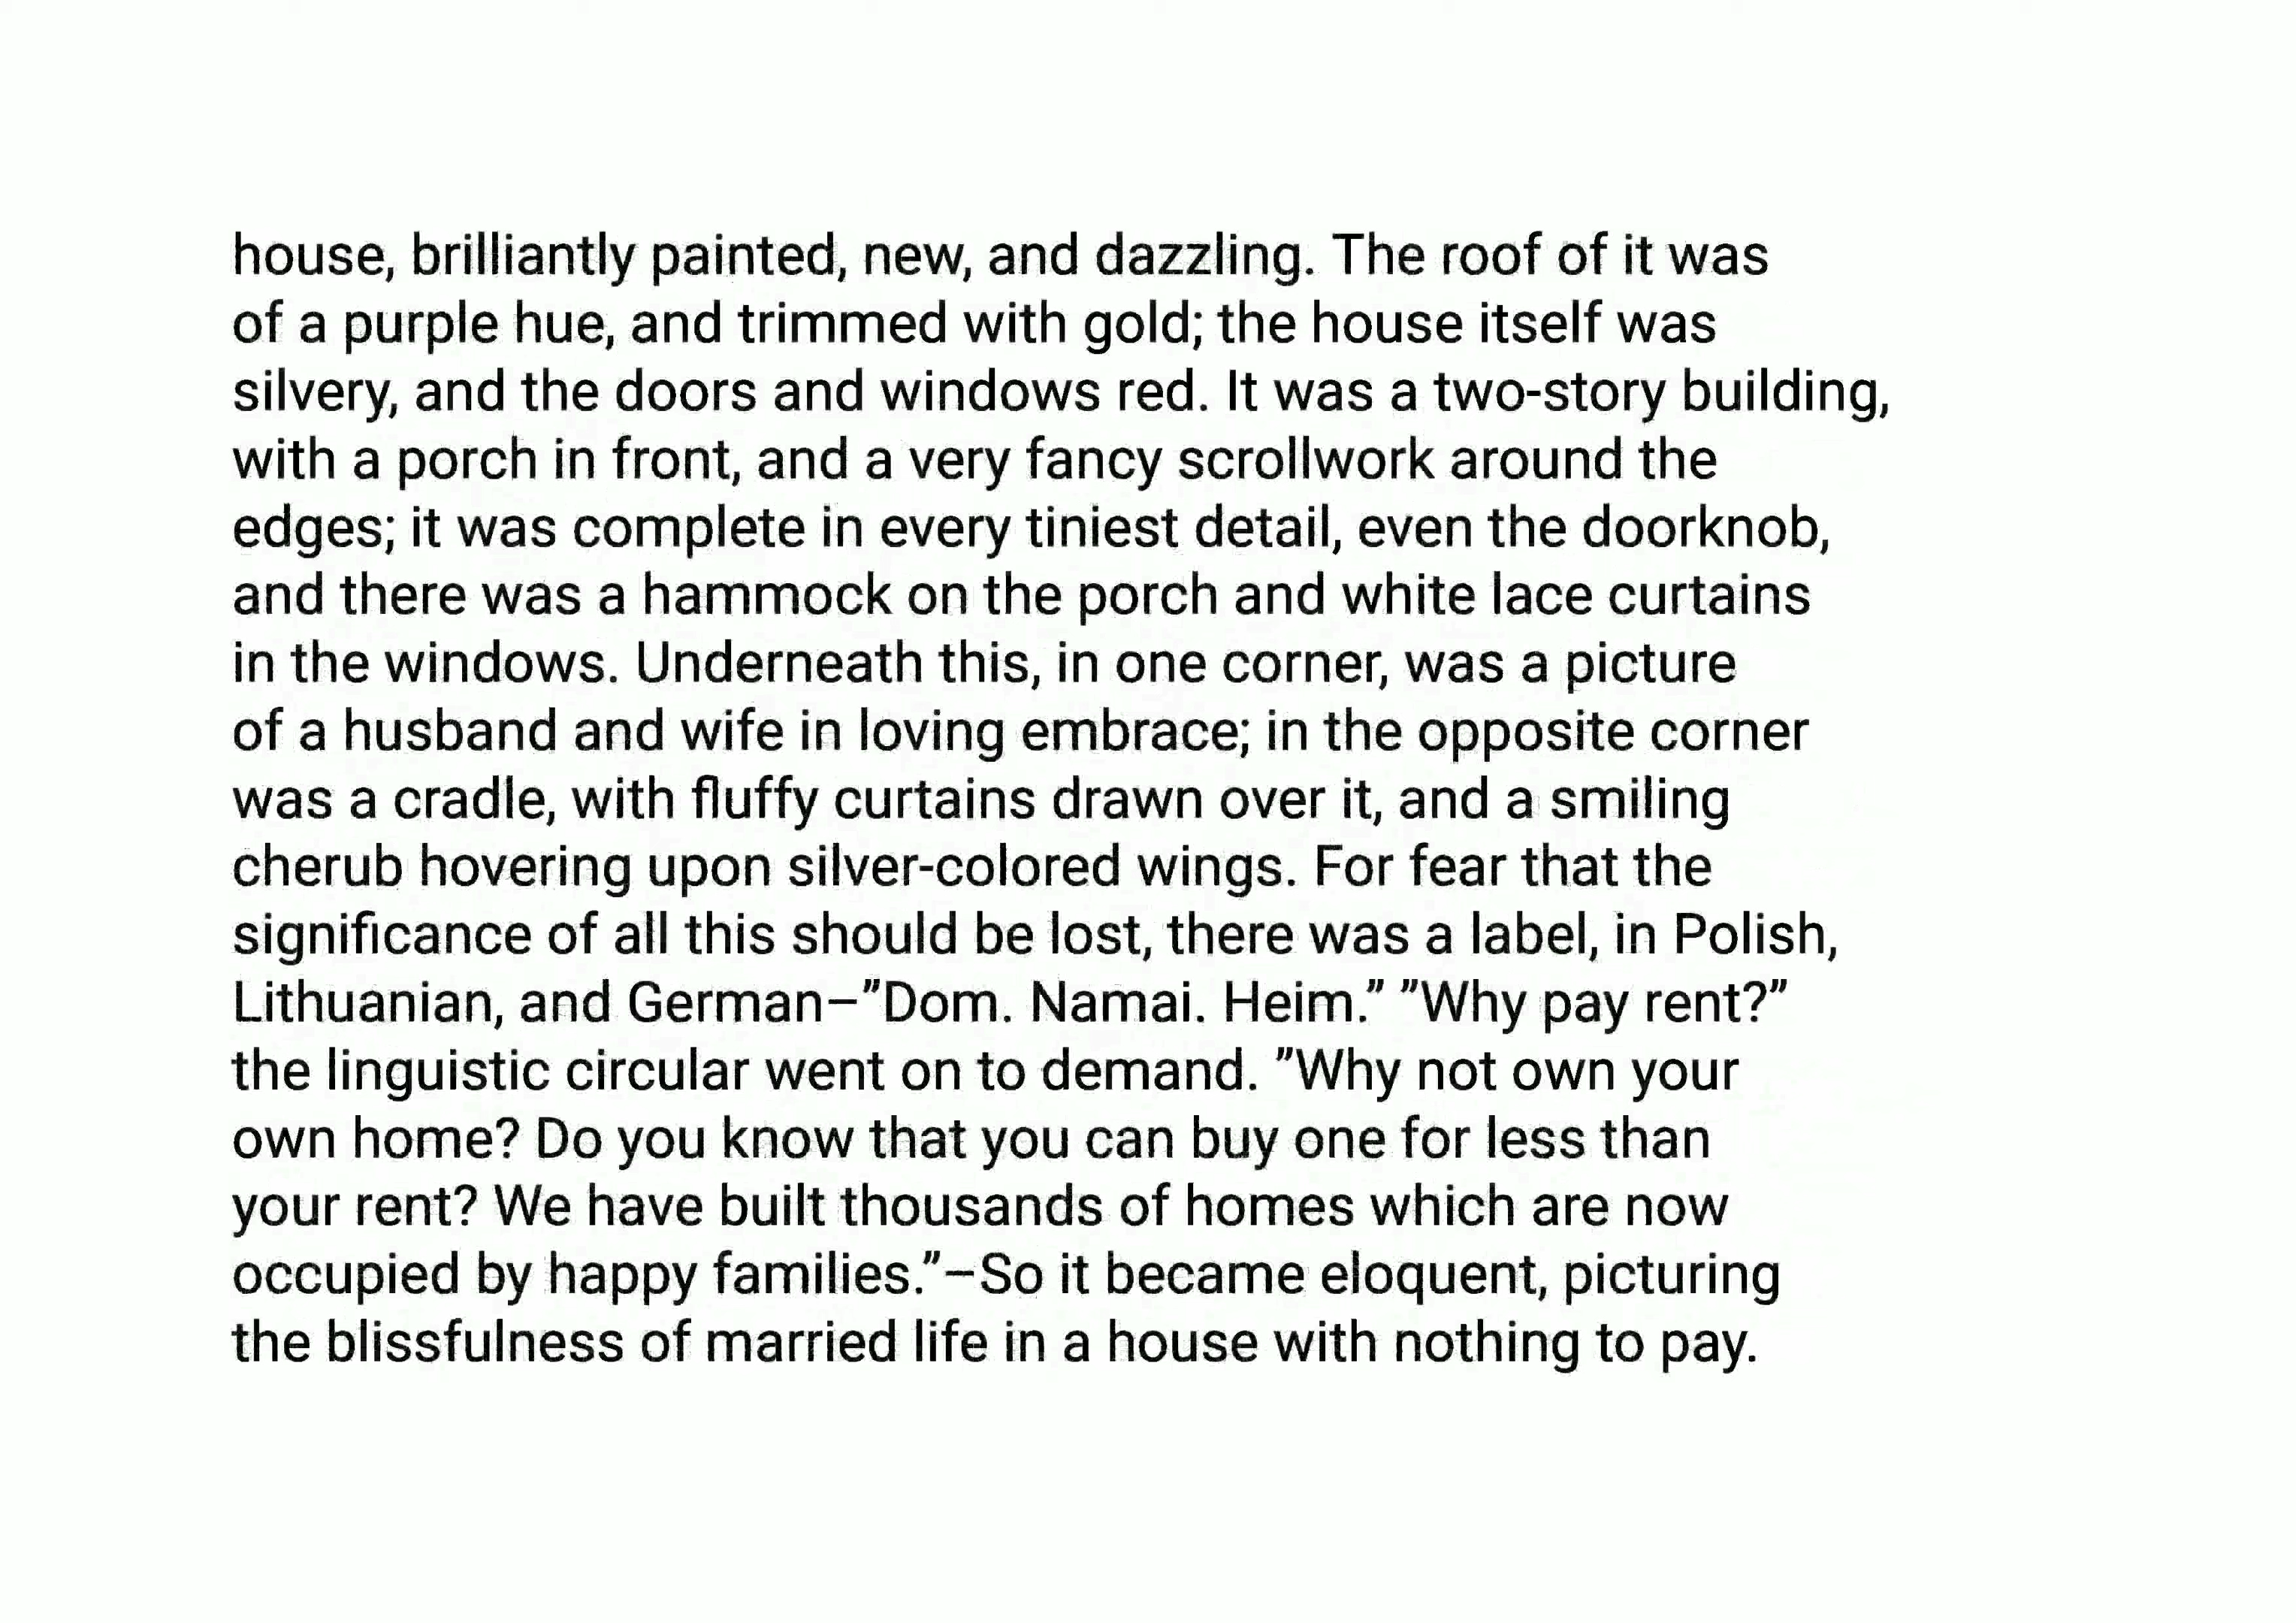 house, brilliantly painted, new, and dazzling. The roof of it was
of a purple hue, and trimmed with gold; the house itself was
silvery, and the doors and windows red. It was a two-story building,
with a porch in front, and a very fancy scrollwork around the
edges; it was complete in every tiniest detail, even the doorknob,
and there was a hammock on the porch and white lace curtains
in the windows. Underneath this, in one corner, was a picture
of a husband and wife in loving embrace; in the opposite corner
was a cradle, with fluffy curtains drawn over it, and a smiling
cherub hovering upon silver-colored wings. For fear that the
significance of all this should be lost, there was a label, in Polish,
Lithuanian, and German–”Dom. Namai. Heim.” ”Why pay rent?”
the linguistic circular went on to demand. ”Why not own your
own home? Do you know that you can buy one for less than
your rent? We have built thousands of homes which are now
occupied by happy families.”–So it became eloquent, picturing
the blissfulness of married life in a house with nothing to pay.